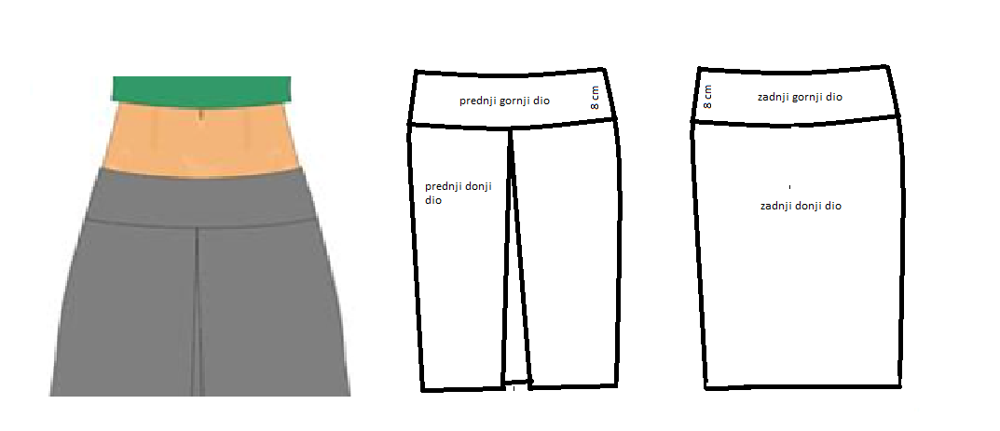 prednji gornji dio
8 cm
prednji donji
dio
8 cm
zadnji gornji dio
zadnji donji dio